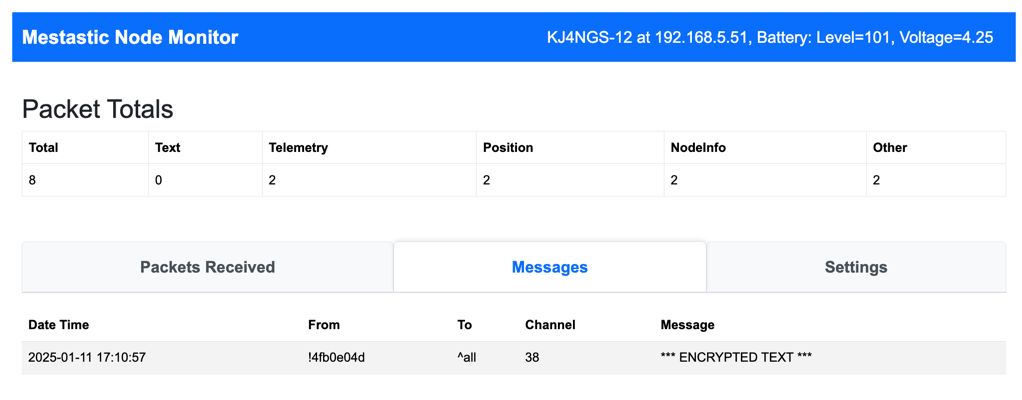 Mestastic Node Monitor KJ4NGS-12 at 192.168.5.51, Battery: Level=101, Voltage=4.25
Packet Totals
Total Text Telemetry Position NodeInfo Other
8 0 2 2 2 2
Packets Received Messages Settings
Date Time From To Channel Message
2025-01-11 17:10:57 !4fb0e04d ^all 38 *** ENCRYPTED TEXT ***